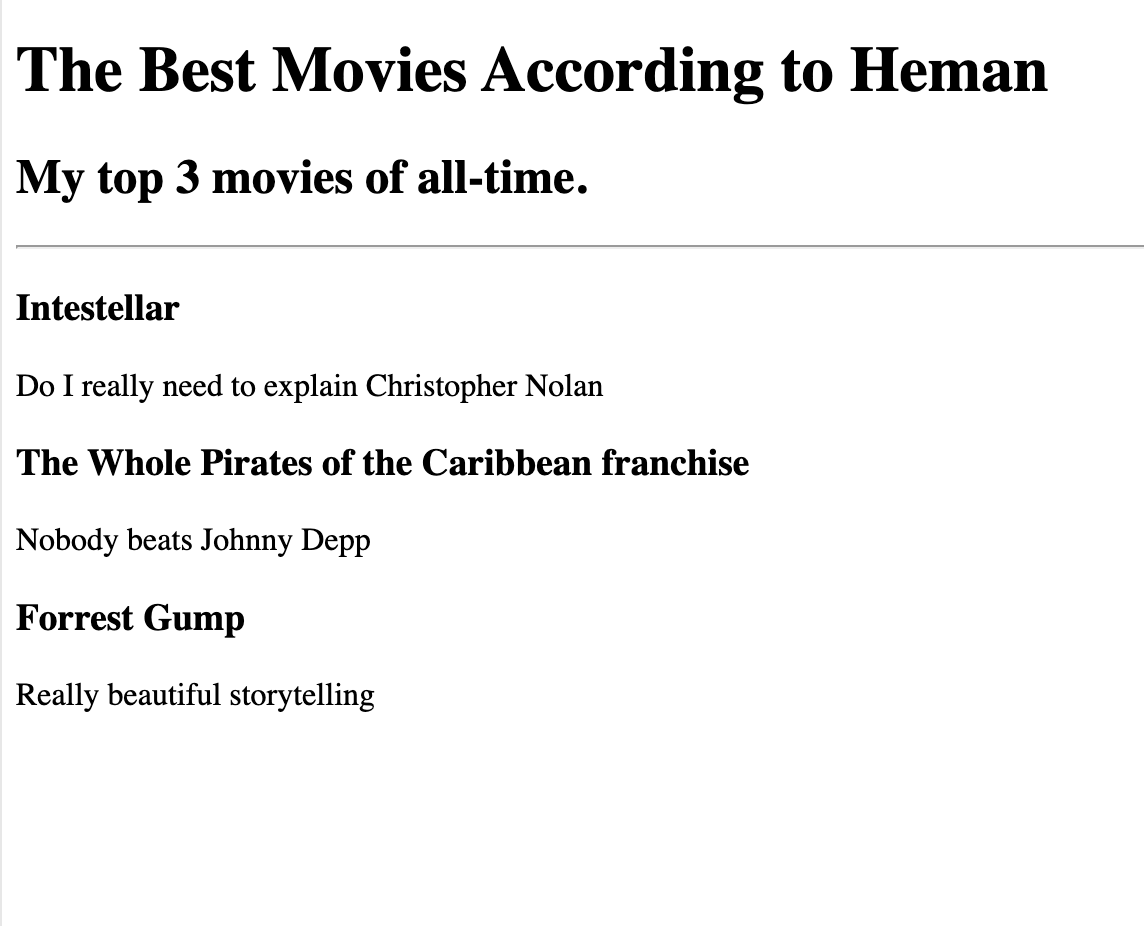 The Best Movies According to Heman
My top 3 movies of all-time.
Intestellar
Do I really need to explain Christopher Nolan
The Whole Pirates of the Caribbean franchise
Nobody beats Johnny Depp
Forrest Gump
Really beautiful storytelling